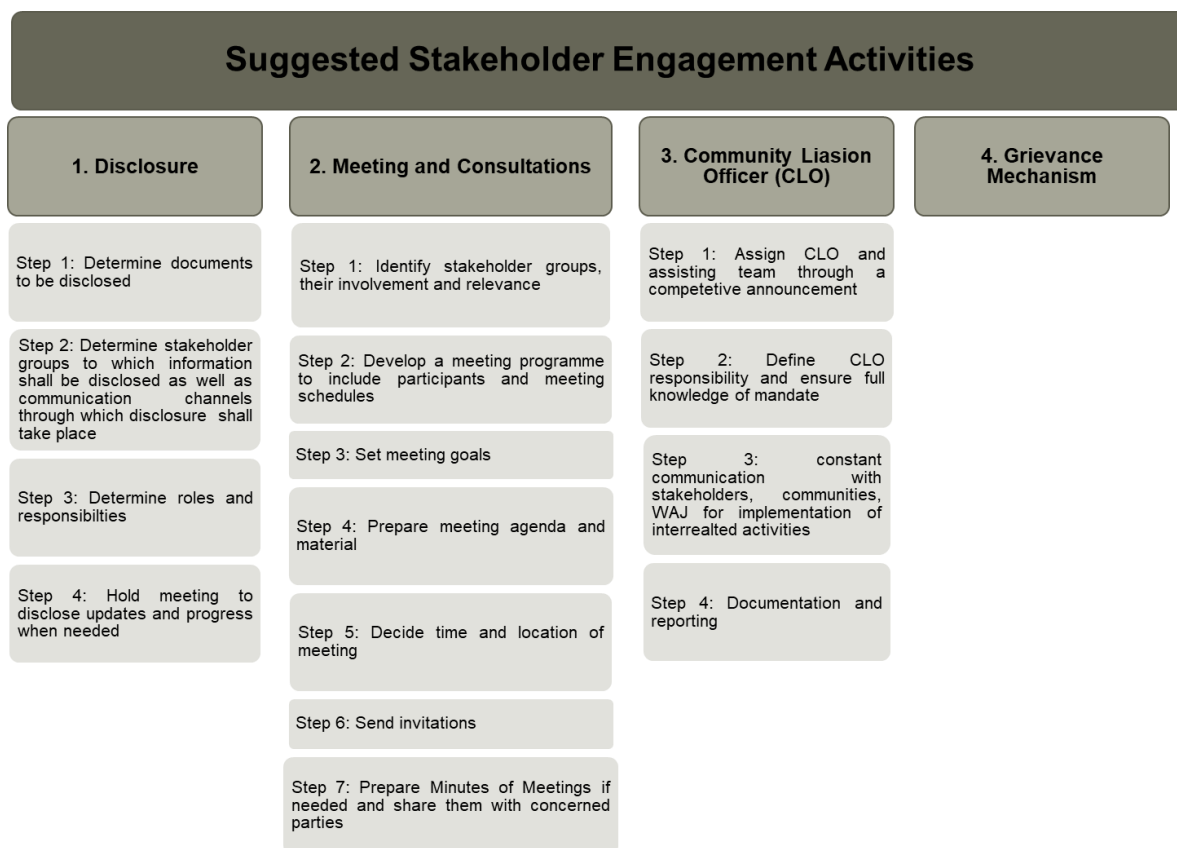 Suggested Stakeholder Engagement Activities
1. Disclosure
Step 1: Determine documents
to be disclosed
Step 2: Determine stakeholder
groups to which information
shall be disclosed as well as
communication channels
through which disclosure shall
take place
Step 3: Determine roles and
responsibilties
Step 4: Hold meeting to
disclose updates and progress
when needed
2. Meeting and Consultations
Step 1: Identify stakeholder groups,
their involvement and relevance
Step 2: Develop a meeting programme
to include participants and meeting
schedules
Step 3: Set meeting goals
Step 4: Prepare meeting agenda and
material
Step 5: Decide time and location of
meeting
Step 6: Send invitations
Step 7: Prepare Minutes of Meetings if
needed and share them with concerned
parties
3. Community Liasion
Officer (CLO)
Step 1: Assign CLO and
assisting team through a
competetive announcement
Step 2: Define CLO
responsibility and ensure full
knowledge of mandate
Step 3: constant
communication with
stakeholders, communities,
WAJ for implementation of
interrealted activities
Step 4: Documentation and
reporting
4. Grievance
Mechanism